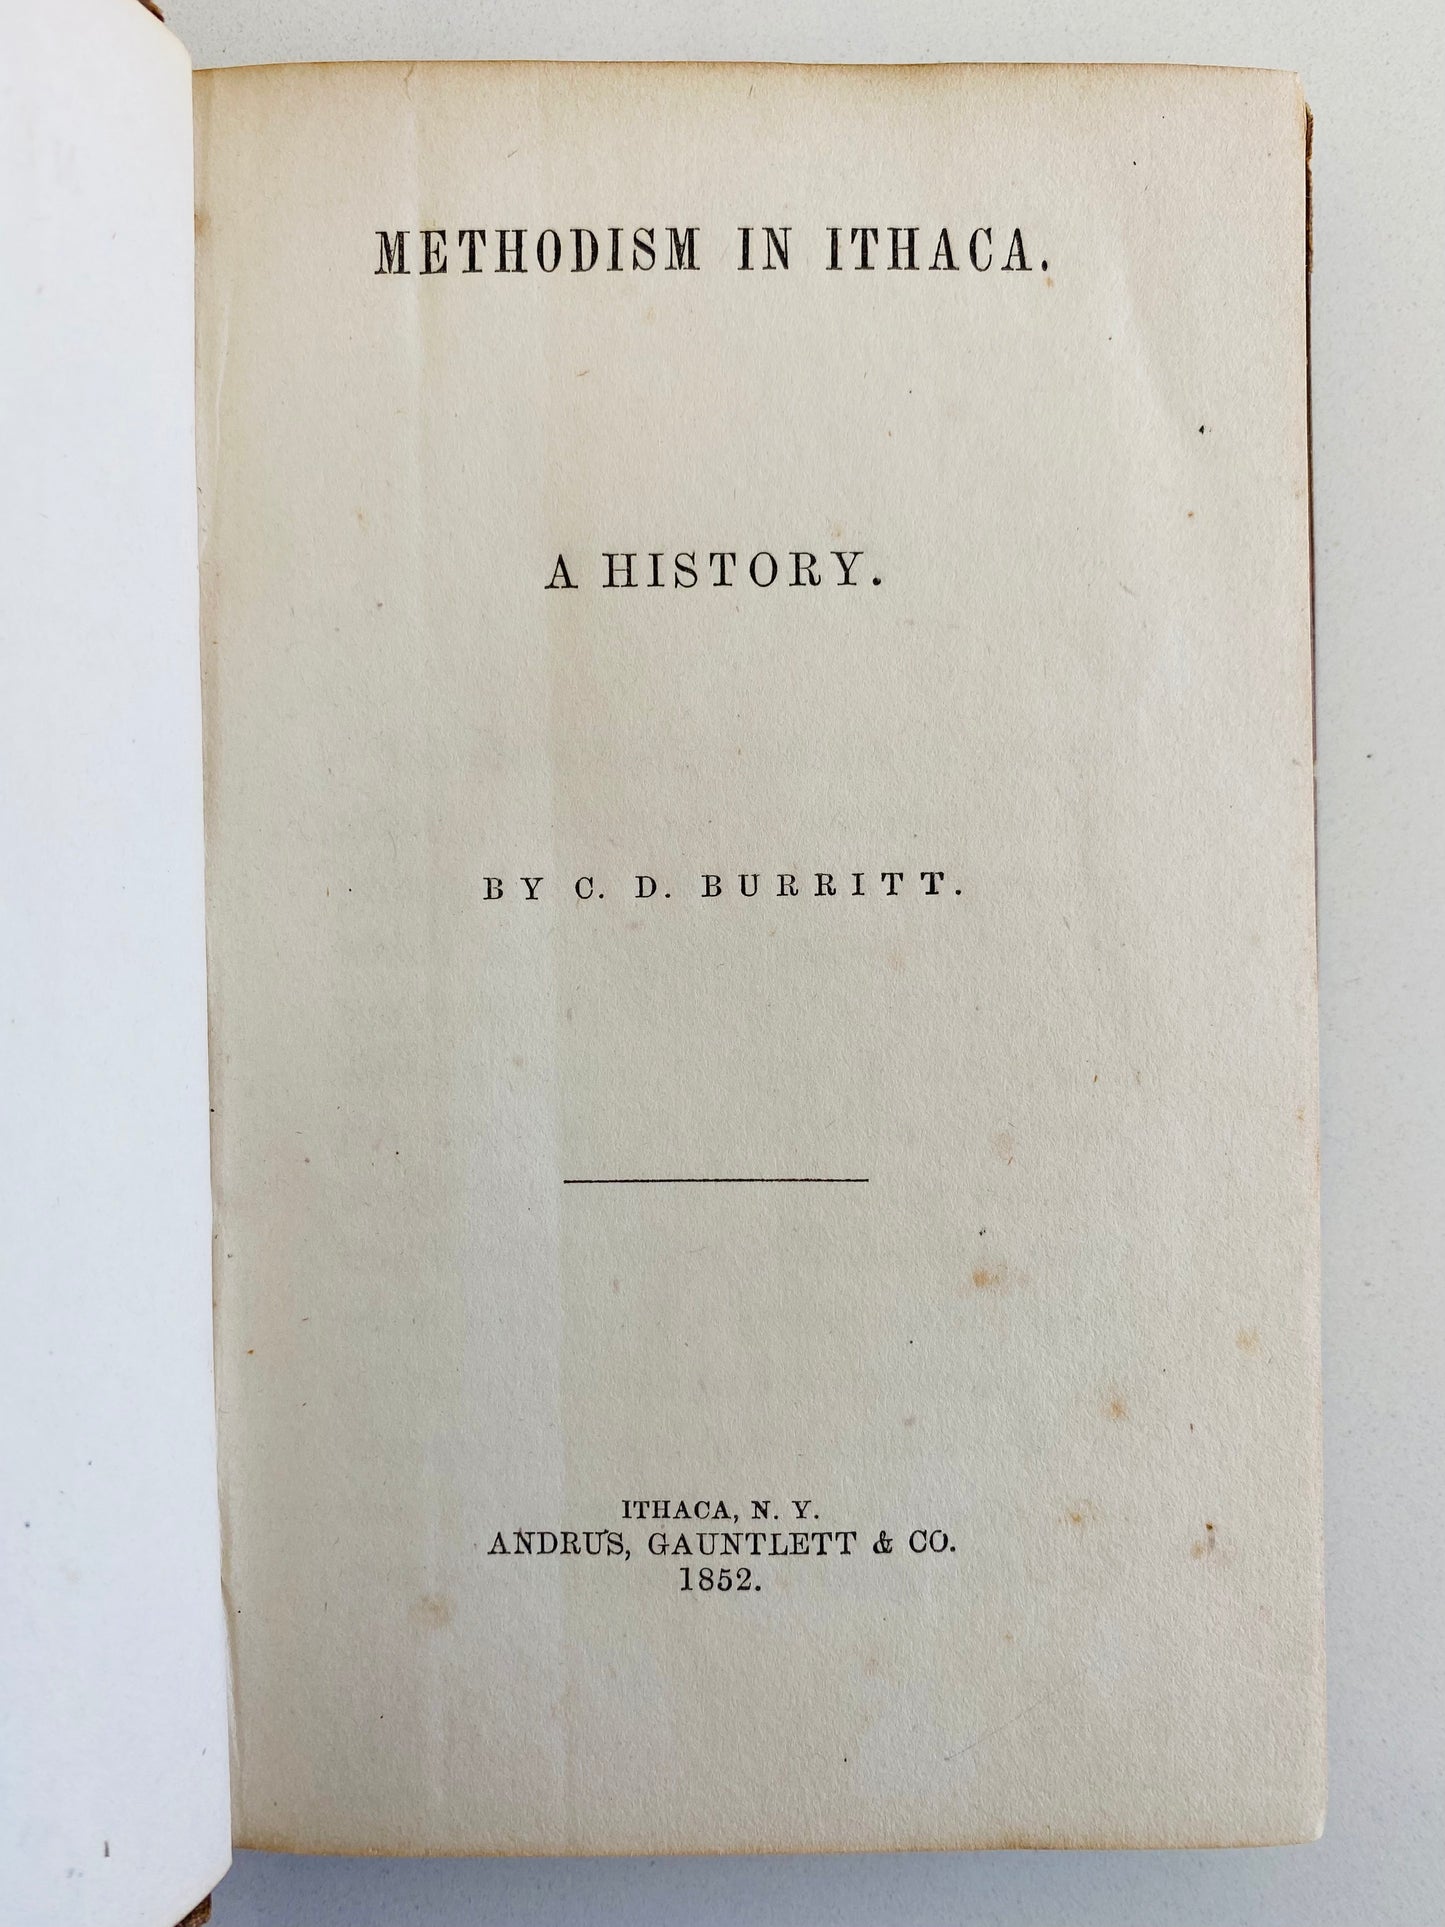 METHODISM IN ITHACA.
A HISTORY.
BY C. D. BURRITT.
ITHACA, N. Y.
ANDRUS, GAUNTLETT & CO.
1852.